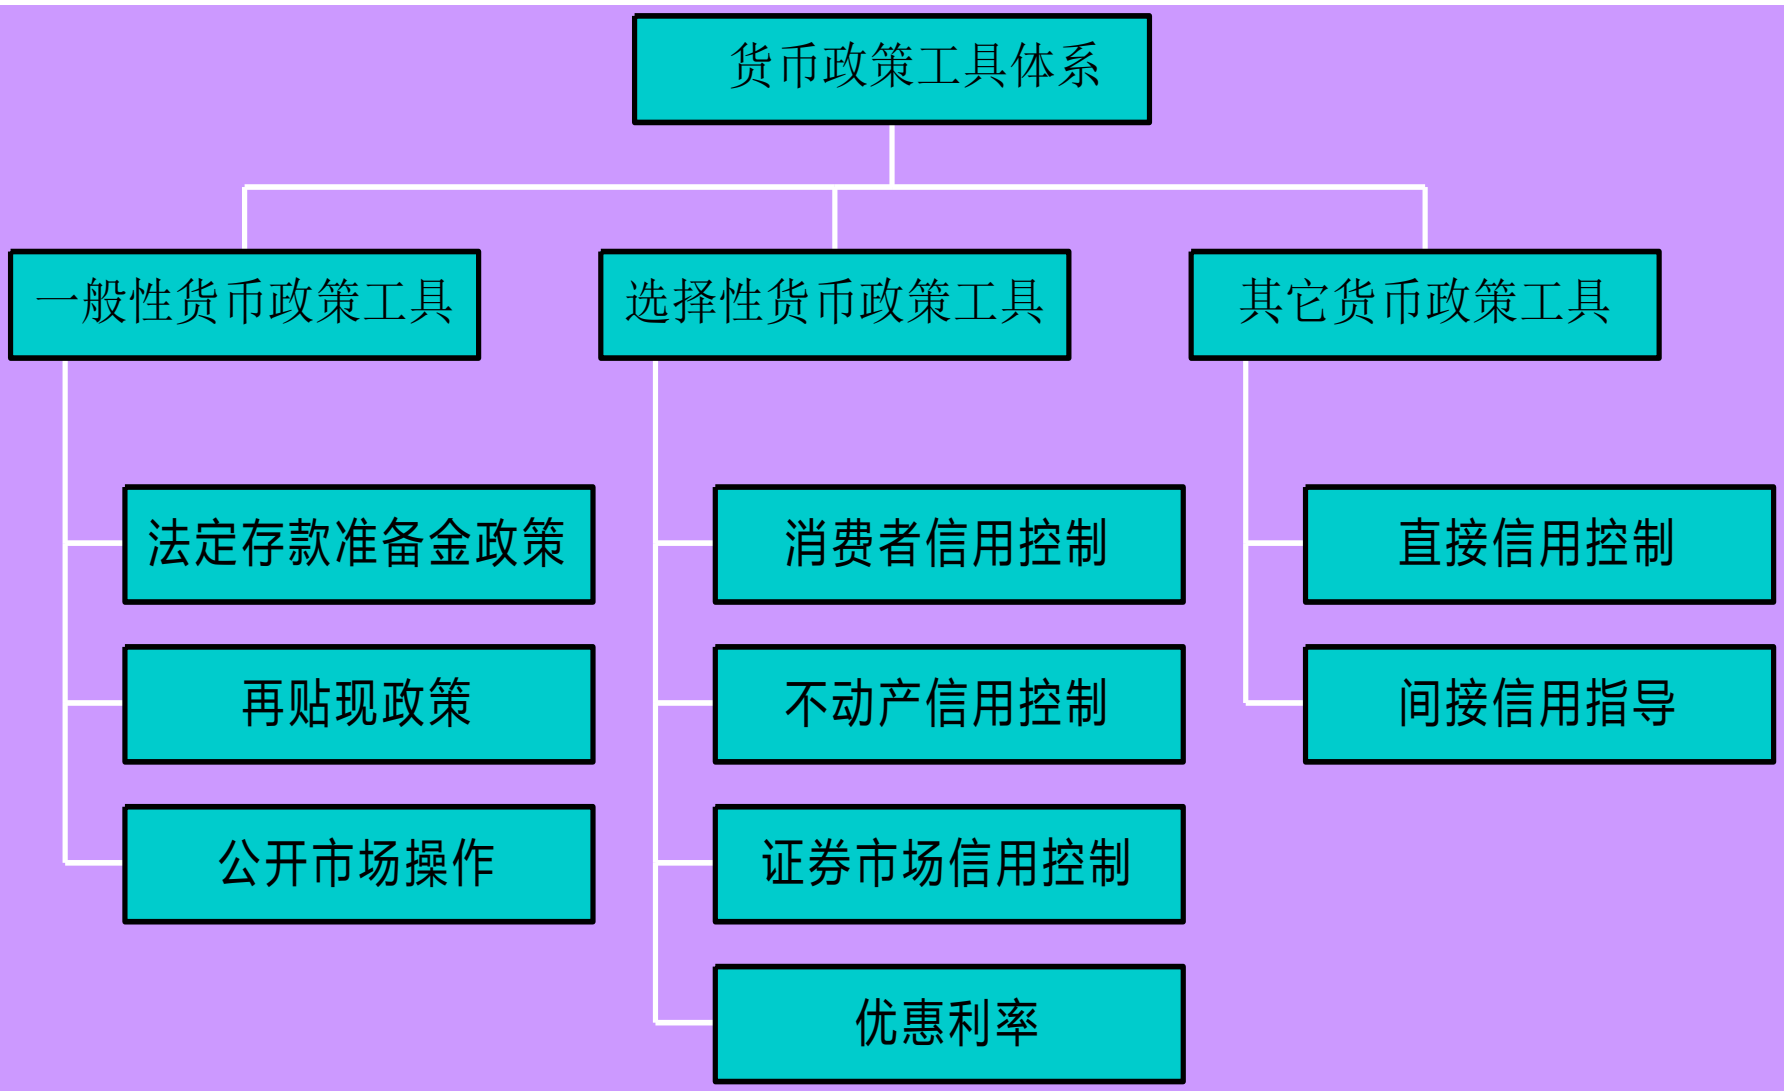 货币政策工具体系
一般性货币政策工具
选择性货币政策工具
其它货币政策工具
法定存款准备金政策
消费者信用控制
直接信用控制
再贴现政策
不动产信用控制
间接信用指导
公开市场操作
证券市场信用控制
优惠利率